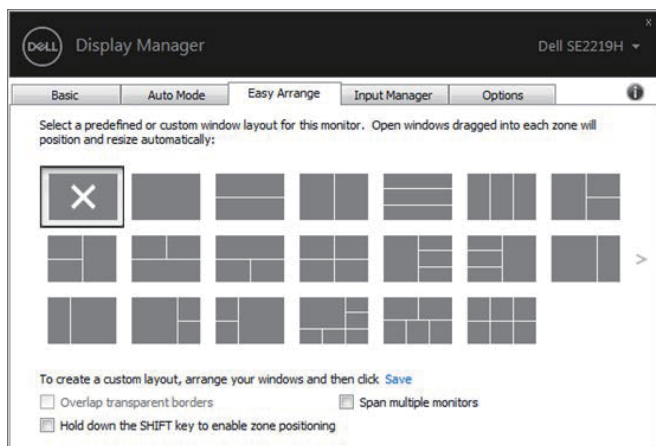 x
DELL Display Manager Dell SE2219H
Basic Auto Mode Easy Arrange Input Manager Options i
Select a predefined or custom window layout for this monitor. Open windows dragged into each zone will
position and resize automatically:
>
To create a custom layout, arrange your windows and then click Save
Overlap transparent borders Span multiple monitors
Hold down the SHIFT key to enable zone positioning